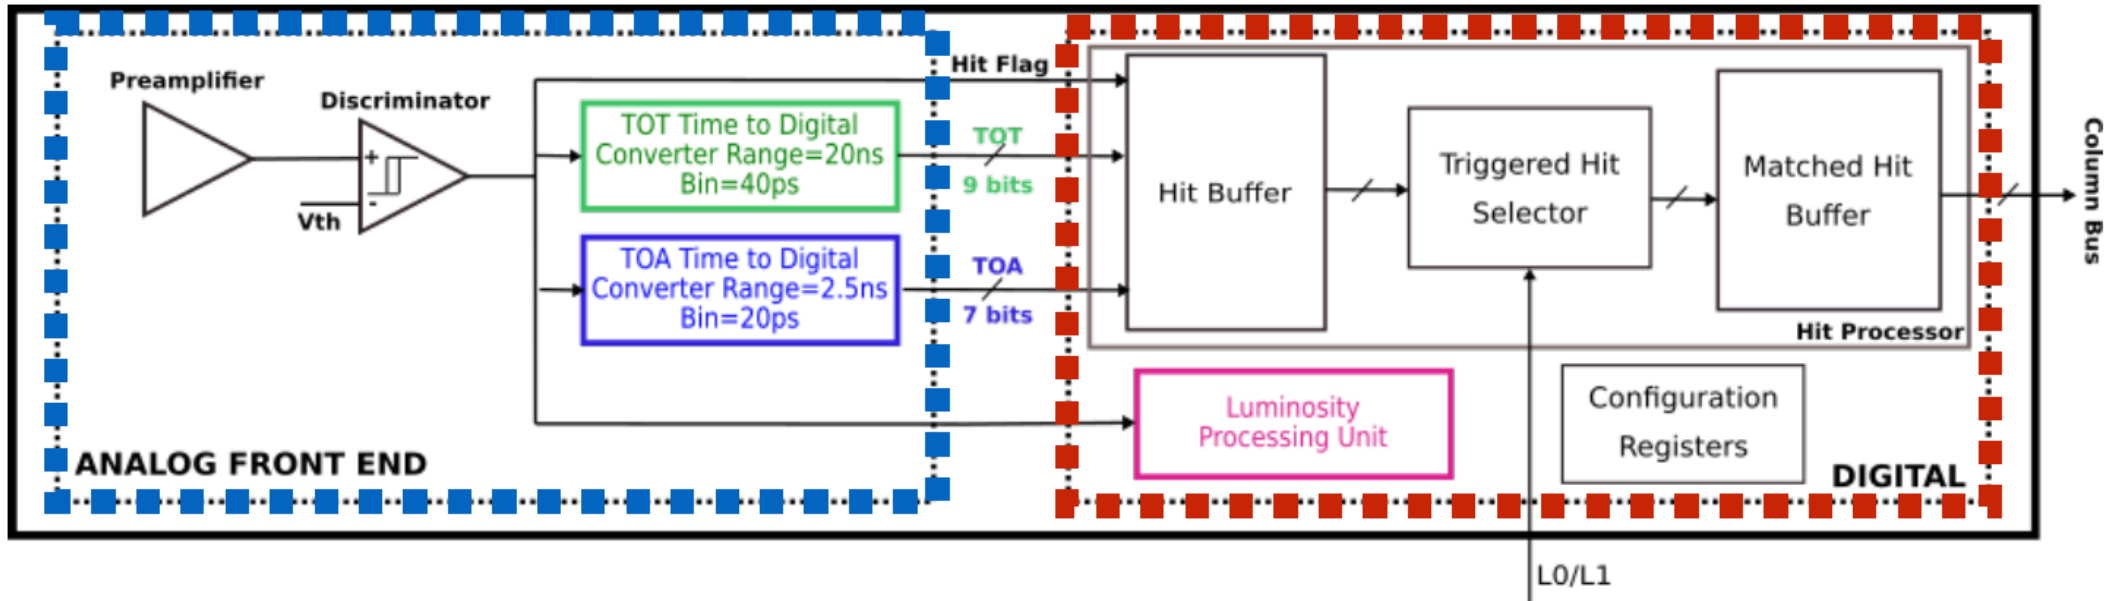 Preamplifier
Discriminator
+
-
Vth
TOT Time to Digital
Converter Range=20ns
Bin=40ps
TOA Time to Digital
Converter Range=2.5ns
Bin=20ps
ANALOG FRONT END
Hit Flag
TOT
9 bits
TOA
7 bits
Hit Buffer
Triggered Hit
Selector
Matched Hit
Buffer
Hit Processor
Luminosity
Processing Unit
Configuration
Registers
DIGITAL
L0/L1
Column Bus